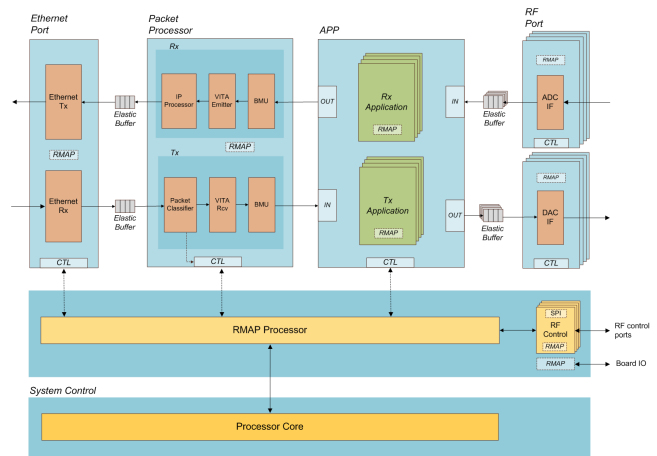 Ethernet
Port
Packet
Processor
APP
RF
Port
Rx
RMAP
Ethernet
Tx
IP
Processor
VITA
Emitter
BMU
OUT
Rx
Application
RMAP
IN
ADC
IF
Elastic
Buffer
Elastic
Buffer
CTL
RMAP
RMAP
Tx
RMAP
Ethernet
Rx
Packet
Classifier
VITA
Rcv
BMU
IN
Tx
Application
RMAP
OUT
DAC
IF
Elastic
Buffer
Elastic
Buffer
CTL
CTL
CTL
CTL
RMAP Processor
SPI
RF
Control
RMAP
RF control
ports
RMAP
Board IO
System Control
Processor Core